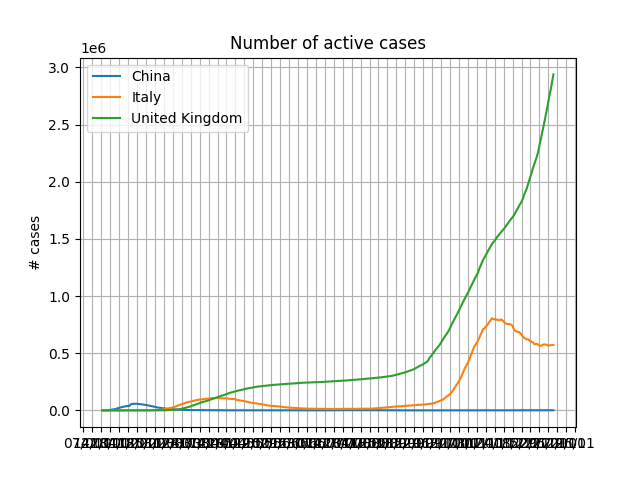 Number of active cases
1e6
China
Italy
United Kingdom
3.0
2.5
2.0
1.5
1.0
0.5
0.0
# cases